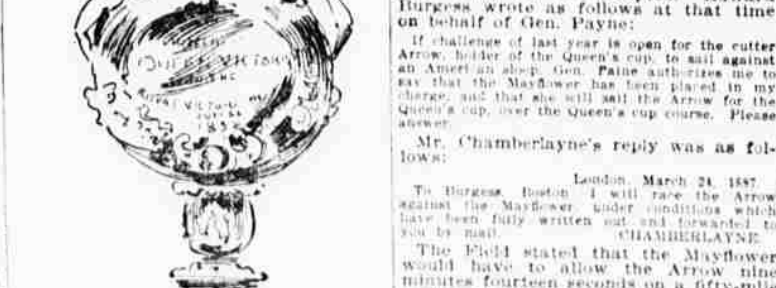 QUEEN VICTORIA
Burgess wrote as follows at that time
on behalf of Gen. Payne:
If challenge of last year is open for the cutter
Arrow, holder of the Queen's cup, to sail against
an American sloop, Gen. Paine authorizes me to
say that the Mayflower has been placed in my
charge, and that she will sail the Arrow for the
Queen's cup, over the Queen's cup course. Please
answer.
Mr. Chamberlayne's reply was as fol-
lows:
London, March 24, 1887.
To Burgess, Boston: I will race the Arrow
against the Mayflower, under conditions which
have been fully written out and forwarded to
you by mail. CHAMBERLAYNE.
The Field stated that the Mayflower
would have to allow the Arrow nine
minutes fourteen seconds on a fifty-mile